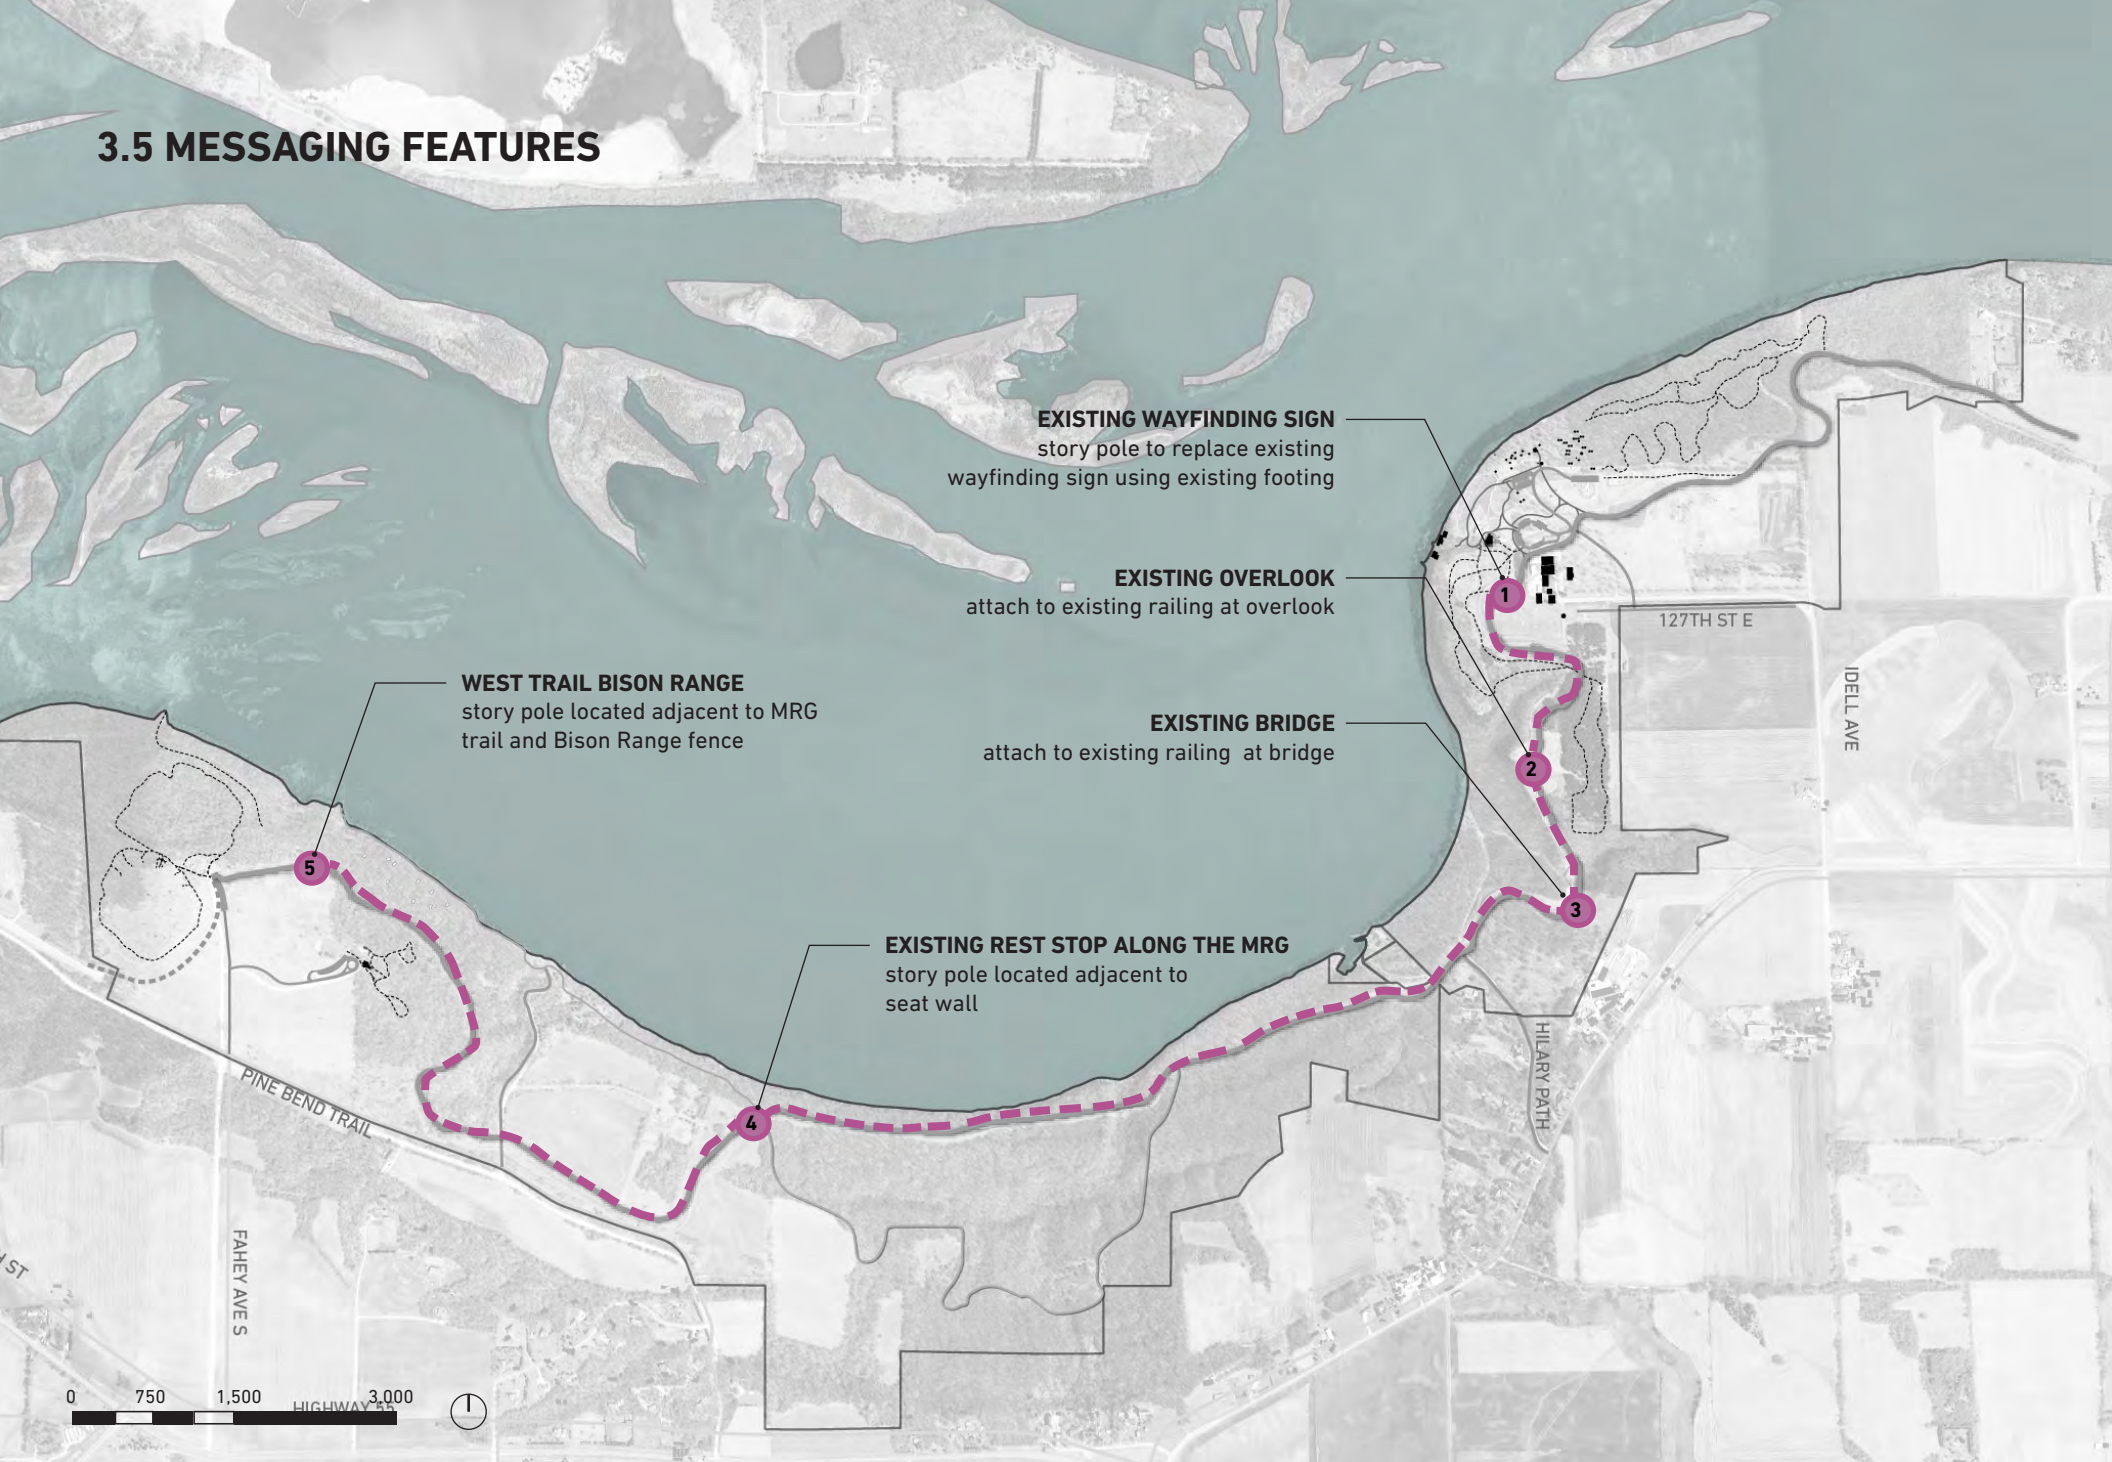 3.5 MESSAGING FEATURES
EXISTING WAYFINDING SIGN
story pole to replace existing
wayfinding sign using existing footing
EXISTING OVERLOOK
attach to existing railing at overlook
1
127TH ST E
IDELL AVE
WEST TRAIL BISON RANGE
story pole located adjacent to MRG
trail and Bison Range fence
EXISTING BRIDGE
attach to existing railing at bridge
2
5
3
EXISTING REST STOP ALONG THE MRG
story pole located adjacent to
seat wall
HILARY PATH
PINE BEND TRAIL
4
FAHEY AVE S
ST
0 750 1,500 3,000
HIGHWAY 55